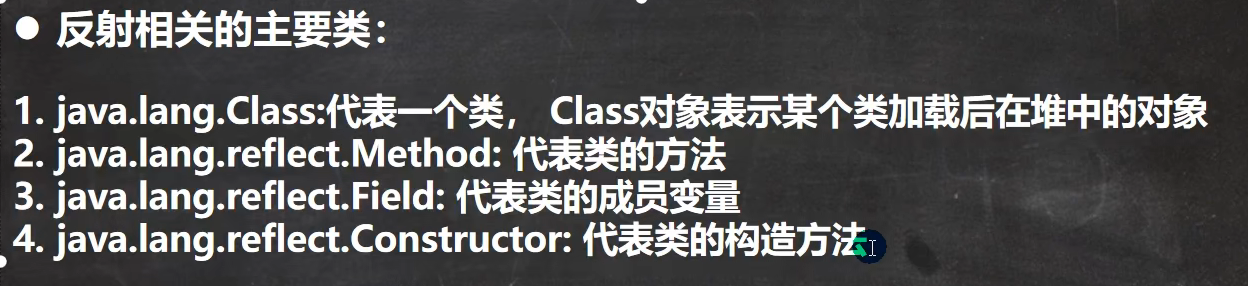 ● 反射相关的主要类：
1. java.lang.Class:代表一个类， Class对象表示某个类加载后在堆中的对象
2. java.lang.reflect.Method: 代表类的方法
3. java.lang.reflect.Field: 代表类的成员变量
4. java.lang.reflect.Constructor: 代表类的构造方法